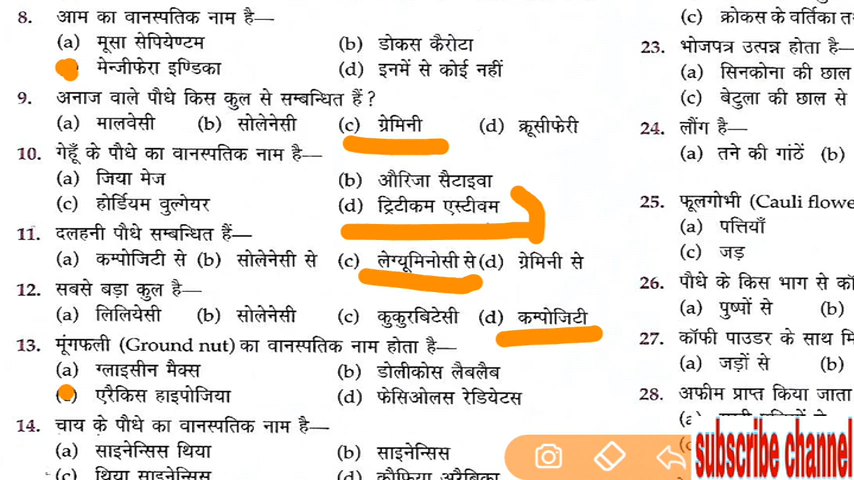 8. आम का वानस्पतिक नाम है—
(a) मूसा सेपियेण्टम (b) डोकस कैरोटा
मेन्जीफेरा इण्डिका (d) इनमें से कोई नहीं
9. अनाज वाले पौधे किस कुल से सम्बन्धित हैं ?
(a) मालवेसी (b) सोलेनेसी (c) ग्रेमिनी (d) क्रूसीफेरी
10. गेहूँ के पौधे का वानस्पतिक नाम है—
(a) जिया मेज (b) औरिजा सैटाइवा
(c) होर्डियम वुल्गेयर (d) ट्रिटीकम एस्टीवम
11. दलहनी पौधे सम्बन्धित हैं—
(a) कम्पोजिटी से (b) सोलेनेसी से (c) लेग्यूमिनोसी से (d) ग्रेमिनी से
12. सबसे बड़ा कुल है—
(a) लिलियेसी (b) सोलेनेसी (c) कुकुरबिटेसी (d) कम्पोजिटी
13. मूंगफली (Ground nut) का वानस्पतिक नाम होता है—
(a) ग्लाइसीन मैक्स (b) डोलीकोस लैबलैब
एरैकिस हाइपोजिया (d) फेसिओलस रेडियेटस
14. चाय के पौधे का वानस्पतिक नाम है—
(a) साइनेन्सिस थिया (b) साइनेन्सिस
(c) थिया साइनेन्सिस (d) कौफिया अरैबिका
(c) क्रोकस के वर्तिका
23. भोजपत्र उत्पन्न होता है—
(a) सिनकोना की छाल
(c) बेटुला की छाल से
24. लौंग है—
(a) तने की गांठें (b)
25. फूलगोभी (Cauli flowe
(a) पत्तियाँ
(c) जड़
26. पौधे के किस भाग से
(a) पुष्पों से (b)
27. कॉफी पाउडर के साथ
(a) जड़ों से (b)
28. अफीम प्राप्त किया जाता
subscribe channel